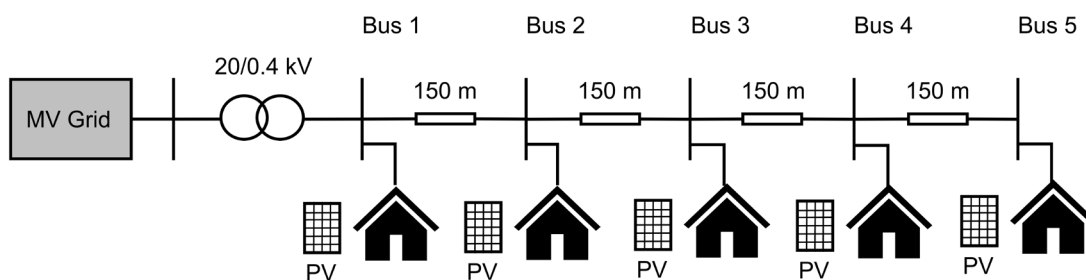 Bus 1
Bus 2
Bus 3
Bus 4
Bus 5
20/0.4 kV
MV Grid
150 m
150 m
150 m
150 m
PV
PV
PV
PV
PV